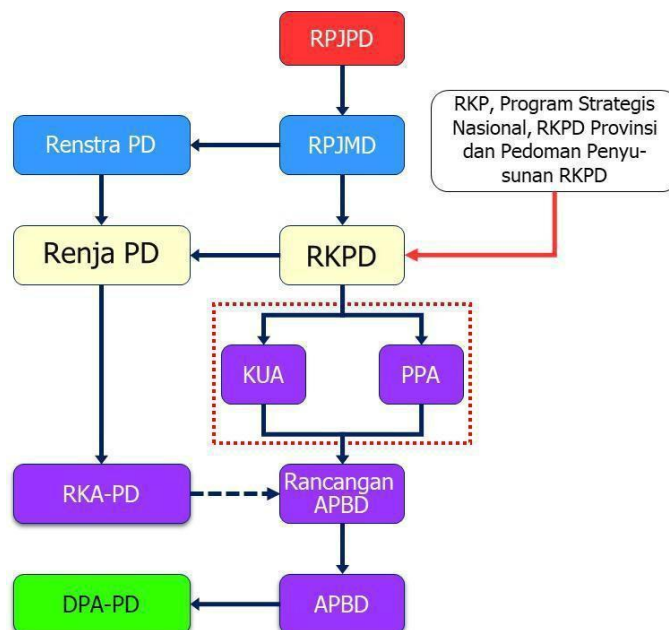 RPJPD
RKP, Program Strategis
Nasional, RKPD Provinsi
dan Pedoman Penyu-
sunan RKPD
Renstra PD
RPJMD
Renja PD
RKPD
KUA
PPA
RKA-PD
Rancangan
APBD
DPA-PD
APBD